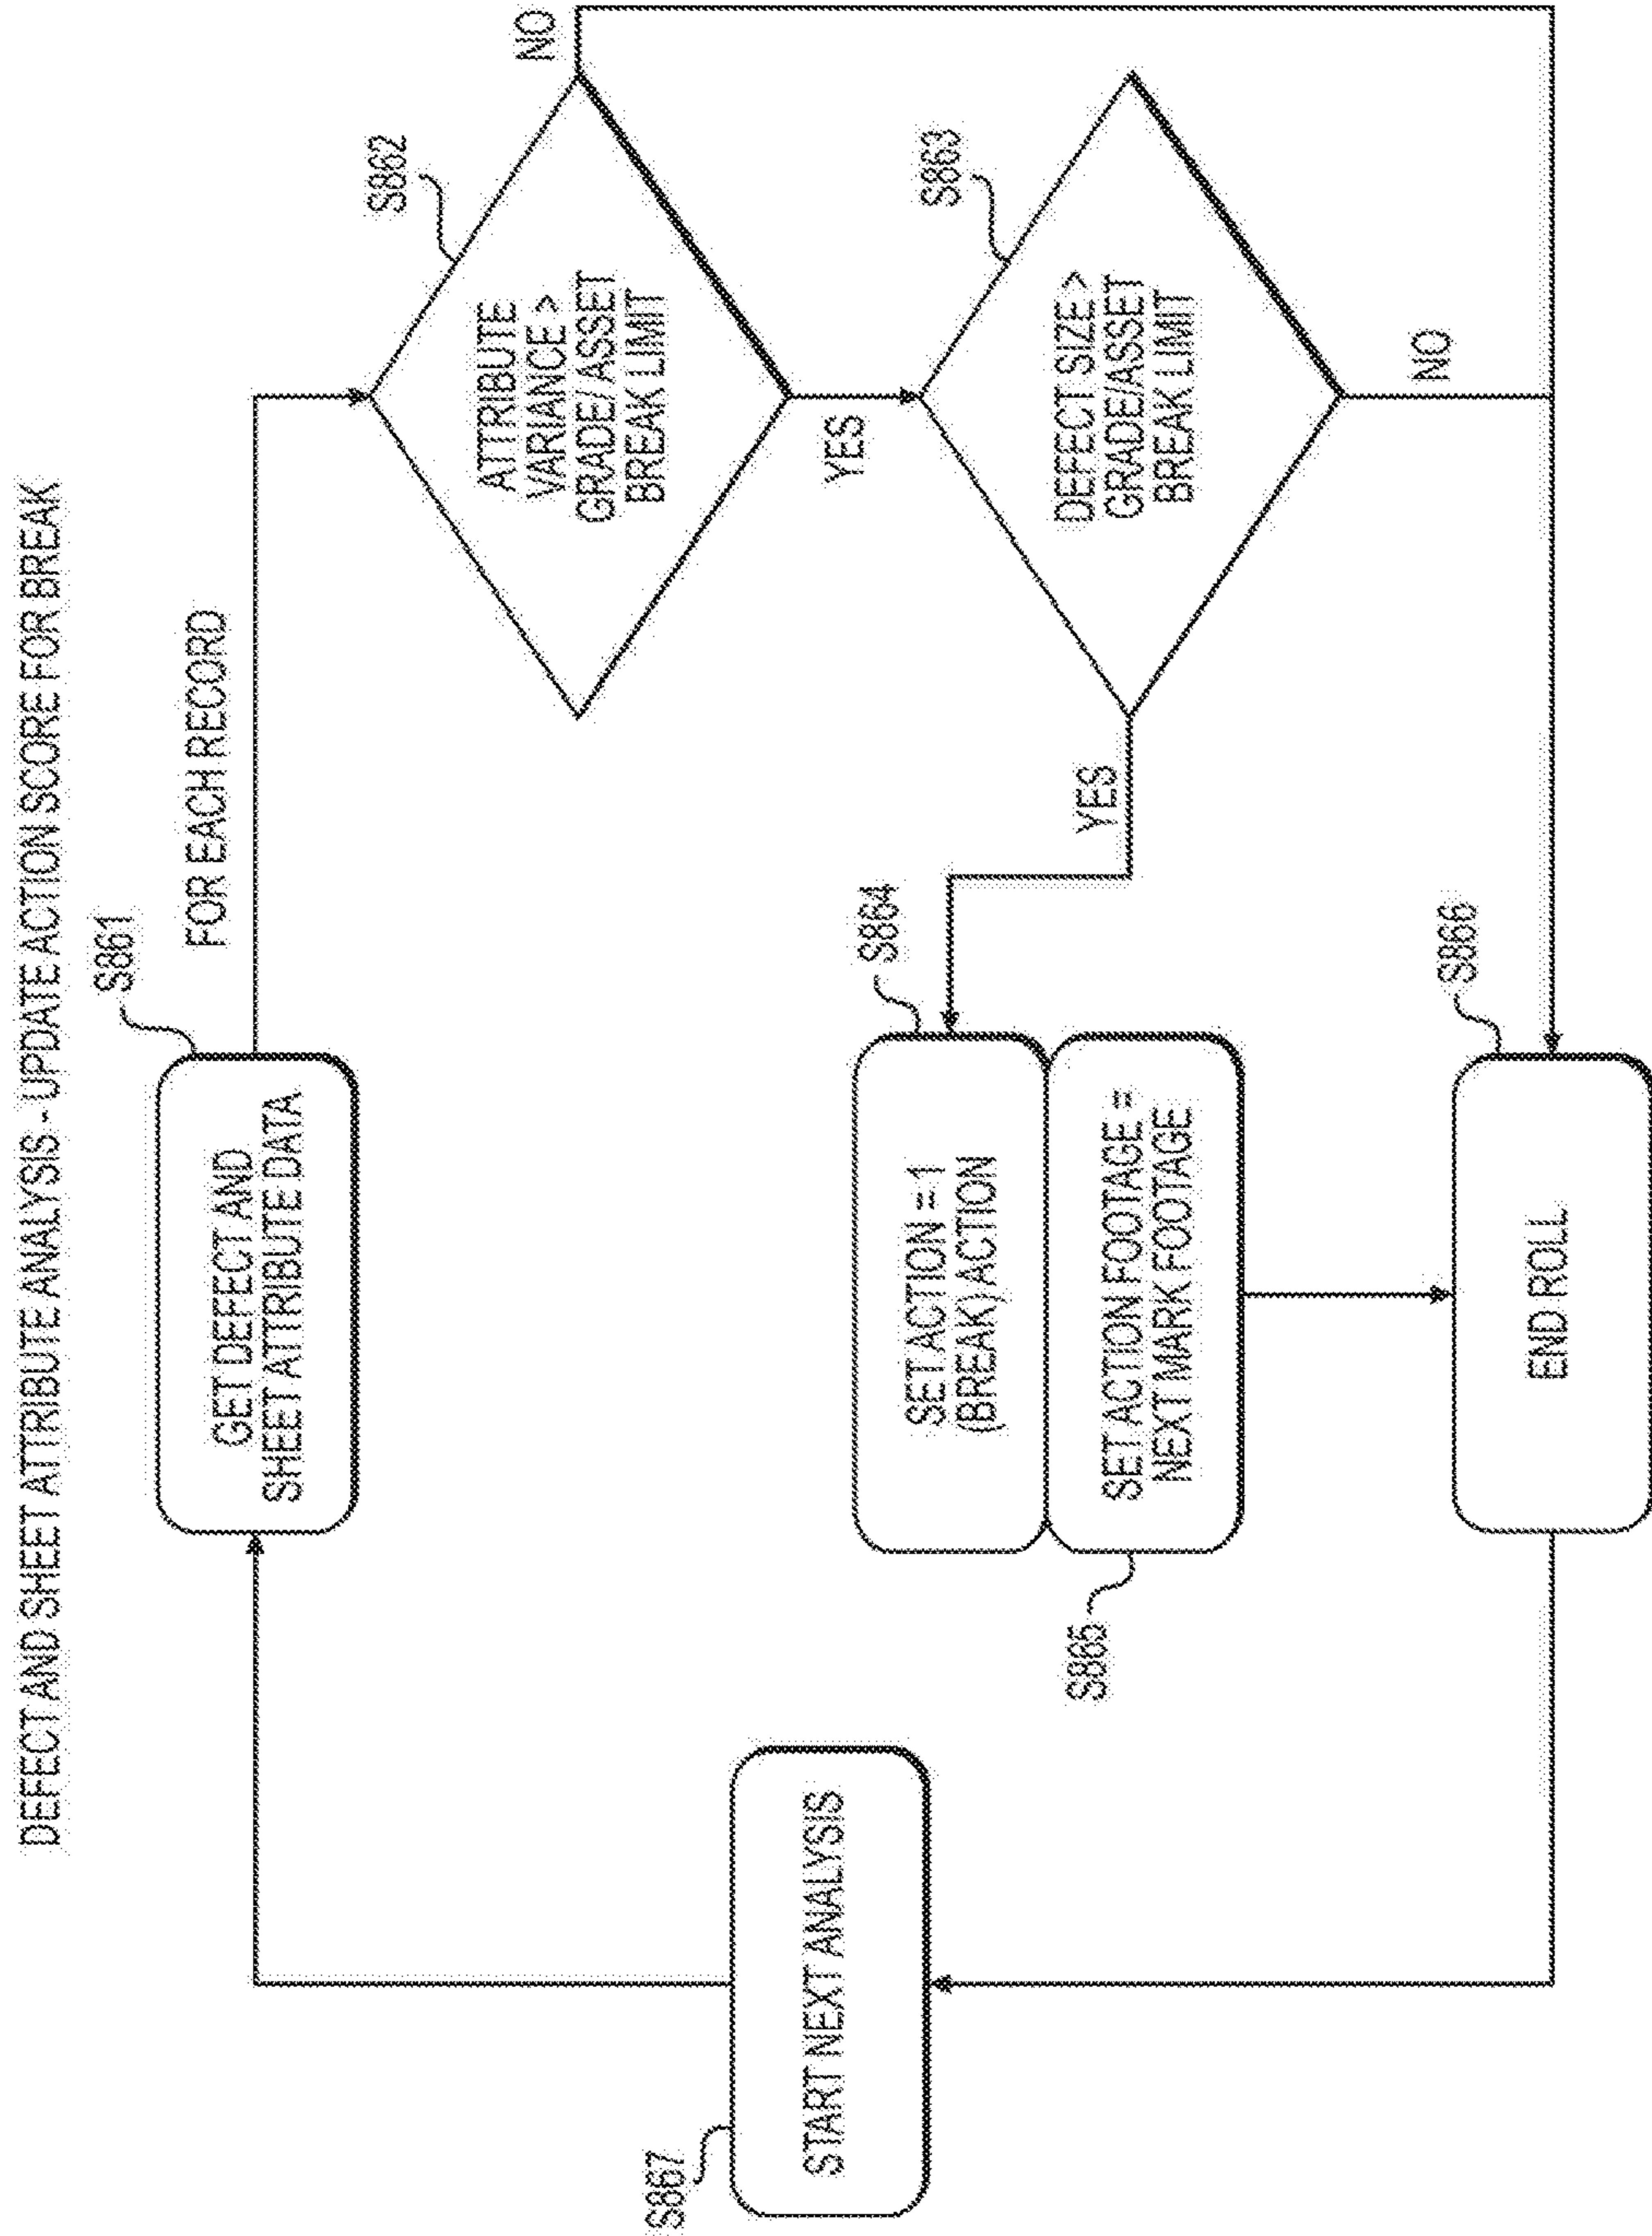 DEFECT AND SHEET ATTRIBUTE ANALYSIS - UPDATE ACTION SCORE FOR BREAK
S861
GET DEFECT AND
SHEET ATTRIBUTE DATA
FOR EACH RECORD
S862
ATTRIBUTE
VARIANCE >
GRADE/ ASSET
BREAK LIMIT
NO
YES
S863
DEFECT SIZE >
GRADE/ASSET
BREAK LIMIT
NO
YES
S864
SET ACTION = 1
(BREAK) ACTION
SET ACTION FOOTAGE =
NEXT MARK FOOTAGE
S865
S866
END ROLL
START NEXT ANALYSIS
S867